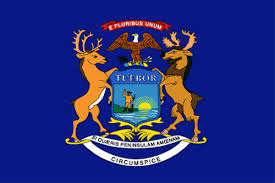 E PLURIBUS UNUM
TUEBOR
SI QUÆRIS PENINSULAM AMŒNAM
CIRCUMSPICE